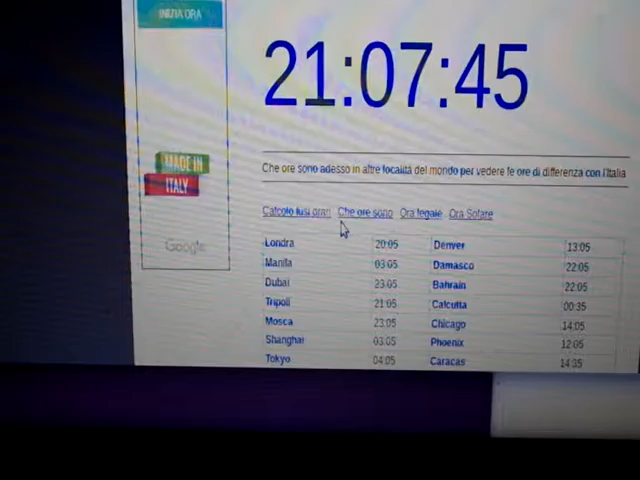 INIZIA ORA
21:07:45
MADE IN
ITALY
Che ore sono adesso in altre località del mondo per vedere le ore di differenza con l'Italia
Calcolo fusi orari Che ore sono Ora legale Ora Solare
Google
Londra 20:05 Denver 13:05
Manila 03:05 Damasco 22:05
Dubai 23:05 Bahrain 22:05
Tripoli 21:05 Calcutta 00:35
Mosca 23:05 Chicago 14:05
Shanghai 03:05 Phoenix 12:05
Tokyo 04:05 Caracas 14:35